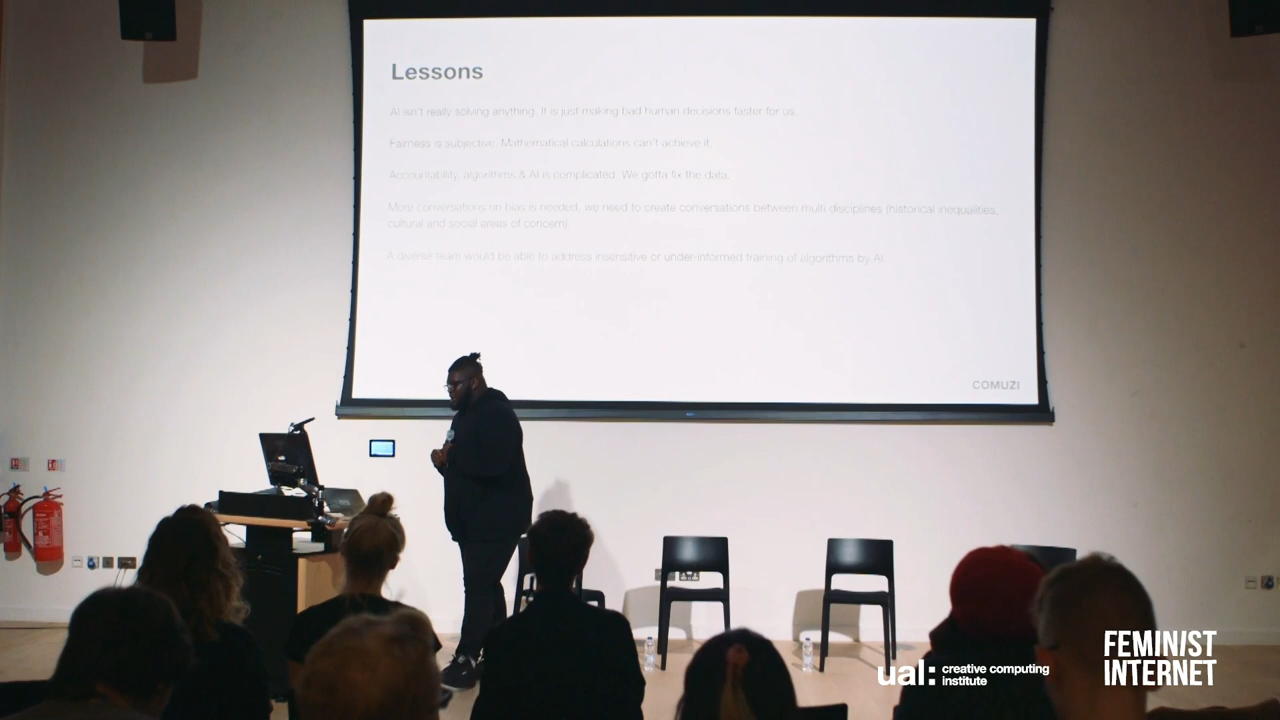 Lessons
AI isn't really solving anything. It is just making bad human decisions faster for us.
Fairness is subjective. Mathematical calculations can't achieve it.
Accountability, algorithms & AI is complicated. We gotta fix the data.
More conversations on bias is needed, we need to create conversations between multi disciplines (historical inequalities,
cultural and social areas of concern).
A diverse team would be able to address insensitive or under-informed training of algorithms by AI.
COMUZI
ual: creative computing
institute
FEMINIST
INTERNET